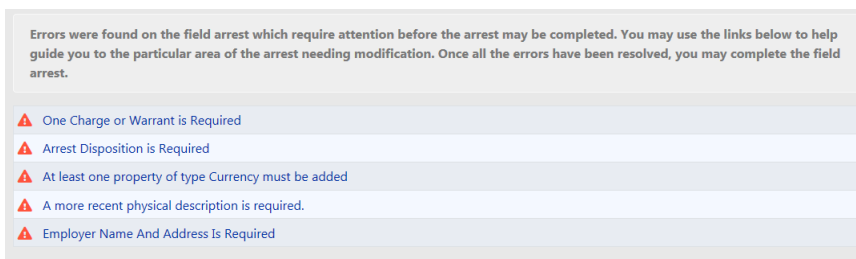 Errors were found on the field arrest which require attention before the arrest may be completed. You may use the links below to help
guide you to the particular area of the arrest needing modification. Once all the errors have been resolved, you may complete the field
arrest.
One Charge or Warrant is Required
Arrest Disposition is Required
At least one property of type Currency must be added
A more recent physical description is required.
Employer Name And Address Is Required